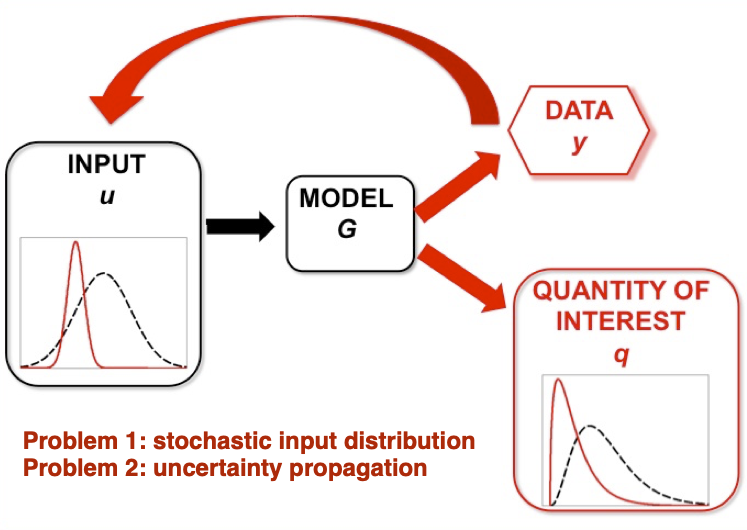 INPUT
u
MODEL
G
DATA
y
QUANTITY OF
INTEREST
q
Problem 1: stochastic input distribution
Problem 2: uncertainty propagation